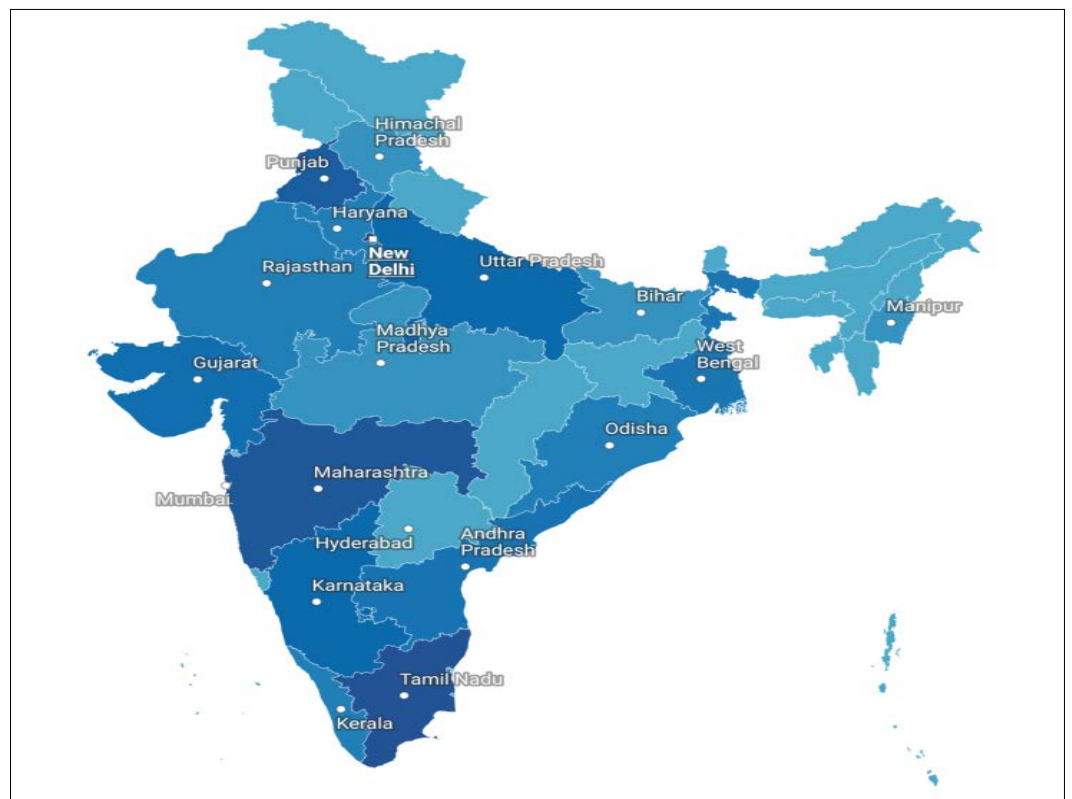 Himachal
Pradesh
Punjab
Haryana
New
Delhi
Uttar Pradesh
Rajasthan
Bihar
Manipur
Madhya
Pradesh
West
Bengal
Gujarat
Odisha
Maharashtra
Mumbai
Hyderabad
Andhra
Pradesh
Karnataka
Tamil Nadu
Kerala